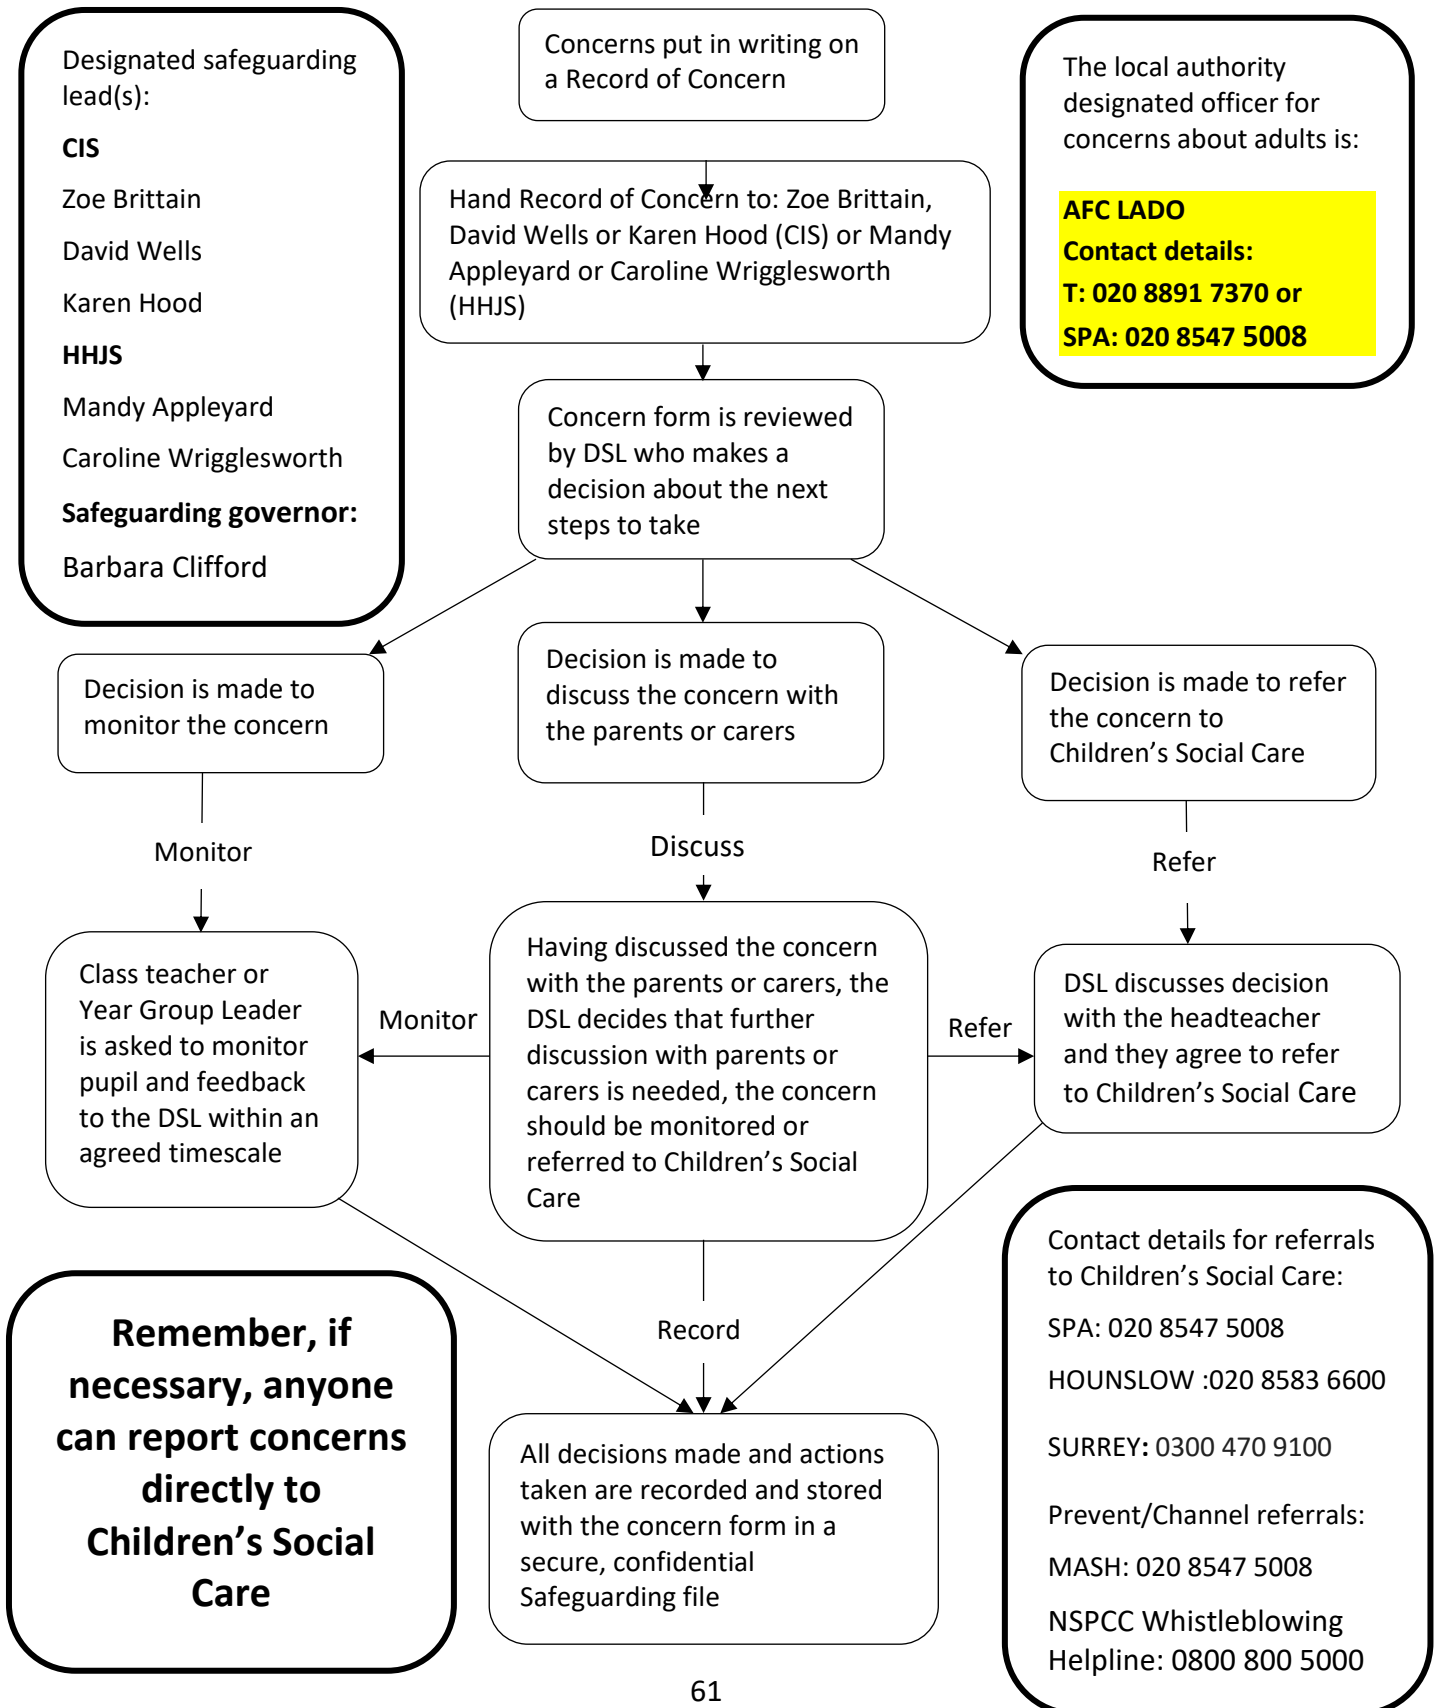 Designated safeguarding
lead(s):
CIS
Zoe Brittain
David Wells
Karen Hood
HHJS
Mandy Appleyard
Caroline Wrigglesworth
Safeguarding governor:
Barbara Clifford
Concerns put in writing on
a Record of Concern
The local authority
designated officer for
concerns about adults is:
AFC LADO
Contact details:
T: 020 8891 7370 or
SPA: 020 8547 5008
Hand Record of Concern to: Zoe Brittain,
David Wells or Karen Hood (CIS) or Mandy
Appleyard or Caroline Wrigglesworth
(HHJS)
Concern form is reviewed
by DSL who makes a
decision about the next
steps to take
Decision is made to
monitor the concern
Decision is made to
discuss the concern with
the parents or carers
Decision is made to refer
the concern to
Children’s Social Care
Monitor
Discuss
Refer
Class teacher or
Year Group Leader
is asked to monitor
pupil and feedback
to the DSL within an
agreed timescale
Monitor
Having discussed the concern
with the parents or carers, the
DSL decides that further
discussion with parents or
carers is needed, the concern
should be monitored or
referred to Children’s Social
Care
Refer
DSL discusses decision
with the headteacher
and they agree to refer
to Children’s Social Care
Remember, if
necessary, anyone
can report concerns
directly to
Children’s Social
Care
Record
All decisions made and actions
taken are recorded and stored
with the concern form in a
secure, confidential
Safeguarding file
Contact details for referrals
to Children’s Social Care:
SPA: 020 8547 5008
HOUNSLOW :020 8583 6600
SURREY: 0300 470 9100
Prevent/Channel referrals:
MASH: 020 8547 5008
NSPCC Whistleblowing
Helpline: 0800 800 5000
61